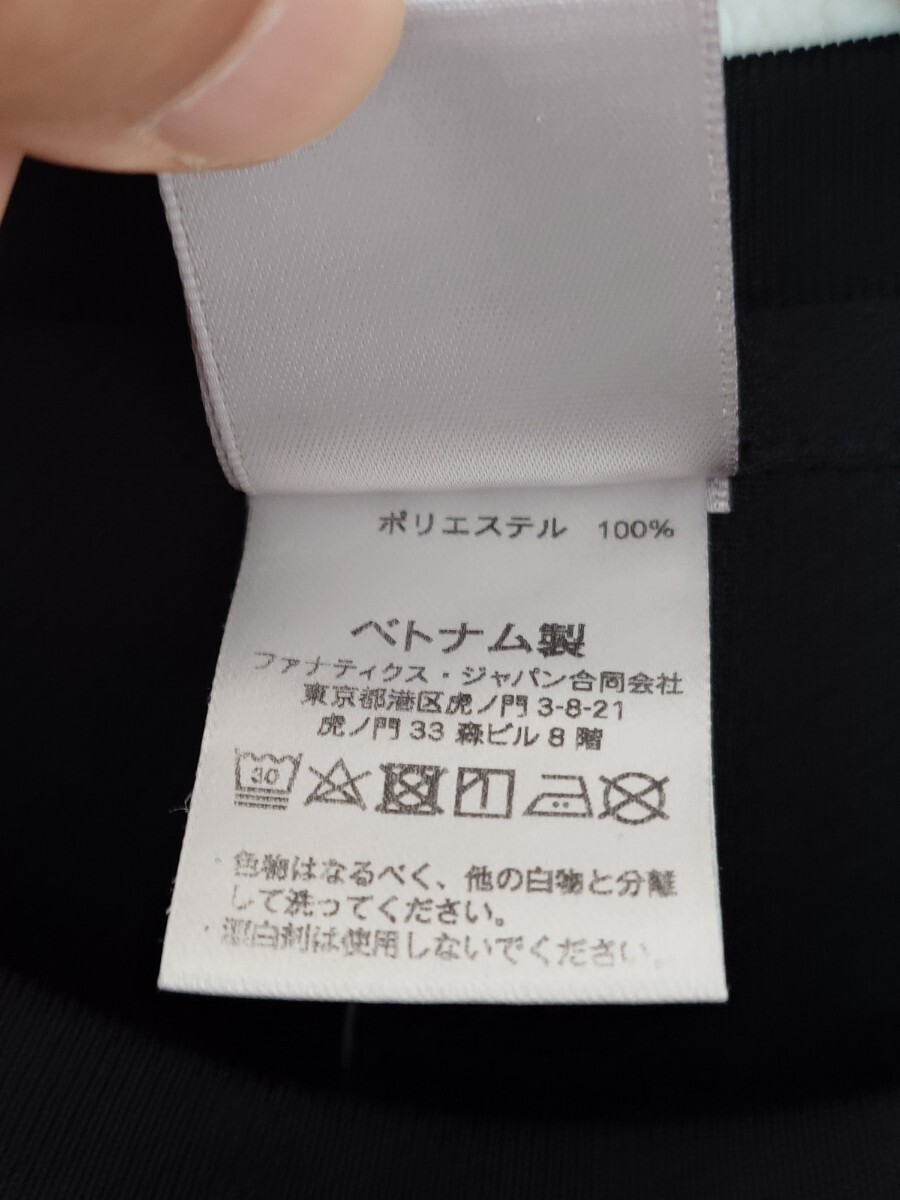 ポリエステル 100%
ベトナム製
ファナティクス・ジャパン合同会社
東京都港区虎ノ門 3-8-21
虎ノ門 33 森ビル 8 階
30
色物はなるべく、他の白物と分離
して洗ってください。
漂白剤は使用しないでください。